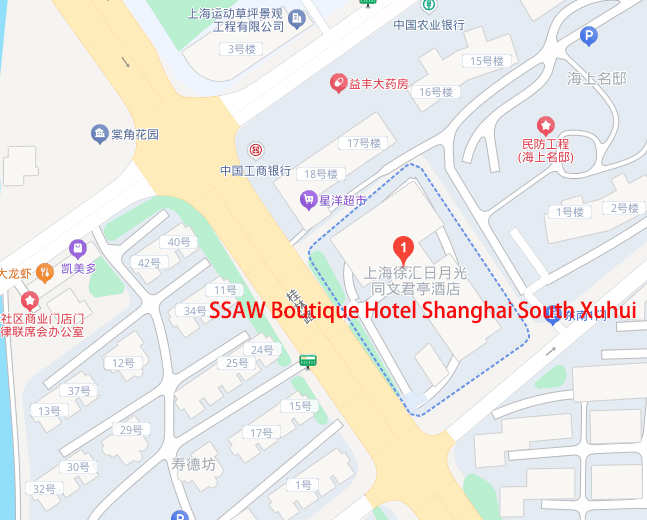 上海运动草坪景观
工程有限公司
中国农业银行
3号楼
15号楼
海上名邸
益丰大药房
16号楼
棠角花园
17号楼
民防工程
(海上名邸)
中国工商银行
18号楼
星洋超市
1号楼
2号楼
40号
凯美多
42号
大龙虾
1
上海徐汇日月光
同文君亭酒店
11号
桂林
SSAW Boutique Hotel Shanghai South Xuhui
34号
社区商业门店门
律联席会办公室
24号
12号
25号
37号
13号
15号
29号
17号
寿德坊
30号
32号
1号
P
P